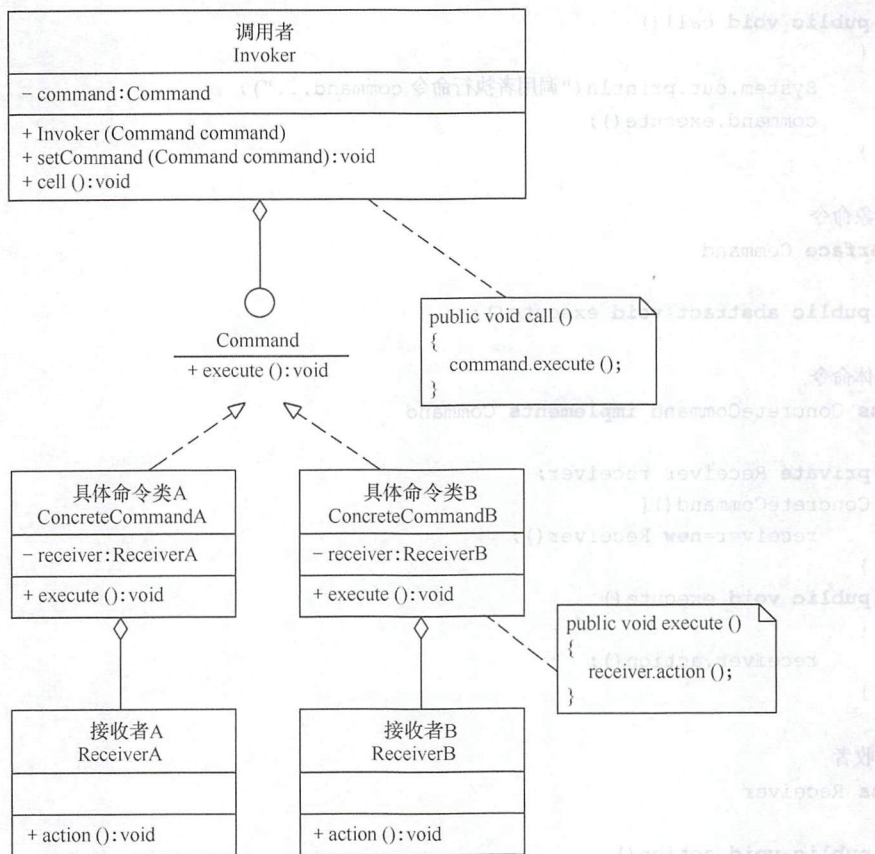 调用者
Invoker
- command:Command
+ Invoker (Command command)
+ setCommand (Command command):void
+ cell ():void
Command
+ execute ():void
public void call ()
{
command.execute ();
}
具体命令类A
ConcreteCommandA
- receiver:ReceiverA
+ execute ():void
具体命令类B
ConcreteCommandB
- receiver:ReceiverB
+ execute ():void
public void execute ()
{
receiver.action ();
}
接收者A
ReceiverA
+ action ():void
接收者B
ReceiverB
+ action ():void